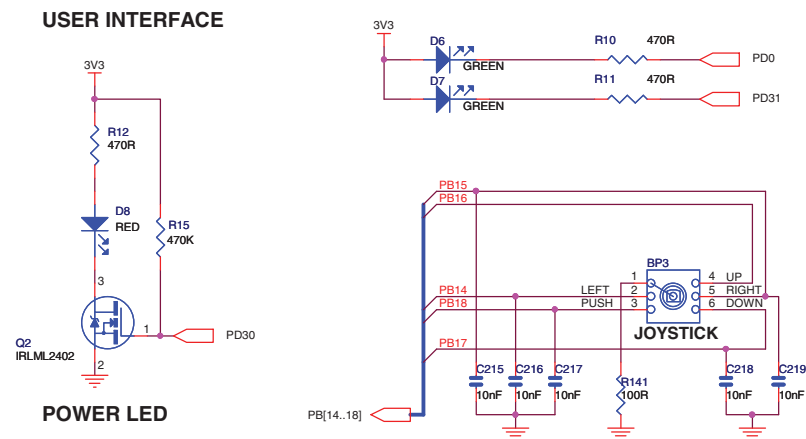 USER INTERFACE
3V3
R12
470R
D8
RED
R15
470K
3
1
PD30
Q2
IRLML2402
2
POWER LED
3V3
D6
GREEN
R10
470R
PD0
D7
GREEN
R11
470R
PD31
PB15
PB16
BP3
1
4
UP
PB14
LEFT
2
5
RIGHT
PB18
PUSH
3
6
DOWN
JOYSTICK
PB17
C215
10nF
C216
10nF
C217
10nF
R141
100R
C218
10nF
C219
10nF
PB[14..18]